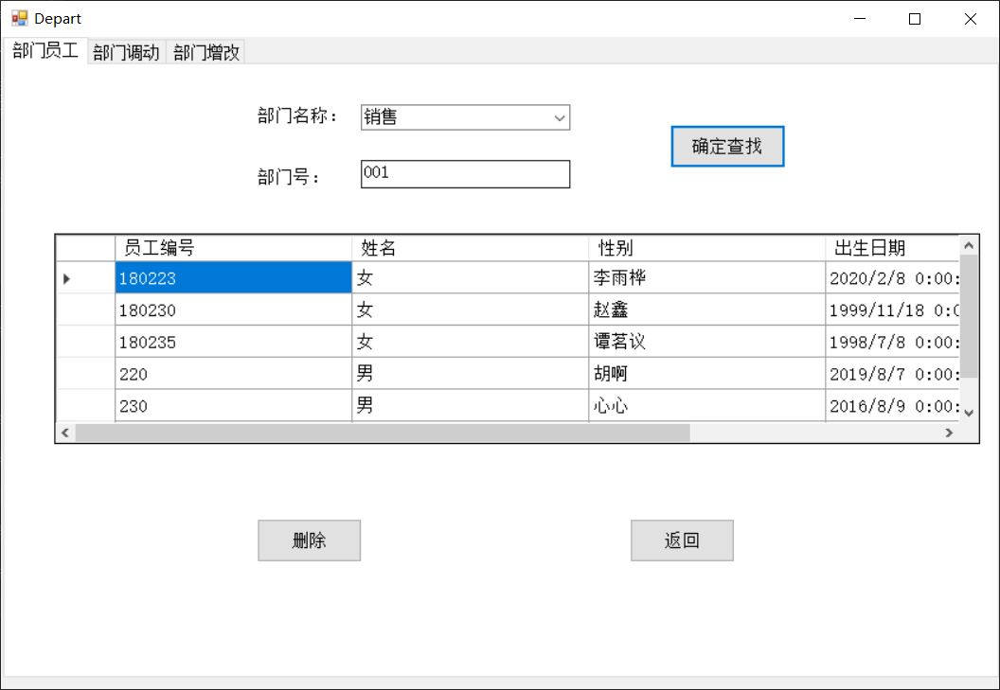 Depart
部门员工 部门调动 部门增改
部门名称： 销售
确定查找
部门号： 001
员工编号 姓名 性别 出生日期
180223 女 李雨桦 2020/2/8 0:00:
180230 女 赵鑫 1999/11/18 0:0
180235 女 谭茗议 1998/7/8 0:00:
220 男 胡啊 2019/8/7 0:00:
230 男 心心 2016/8/9 0:00:
删除 返回